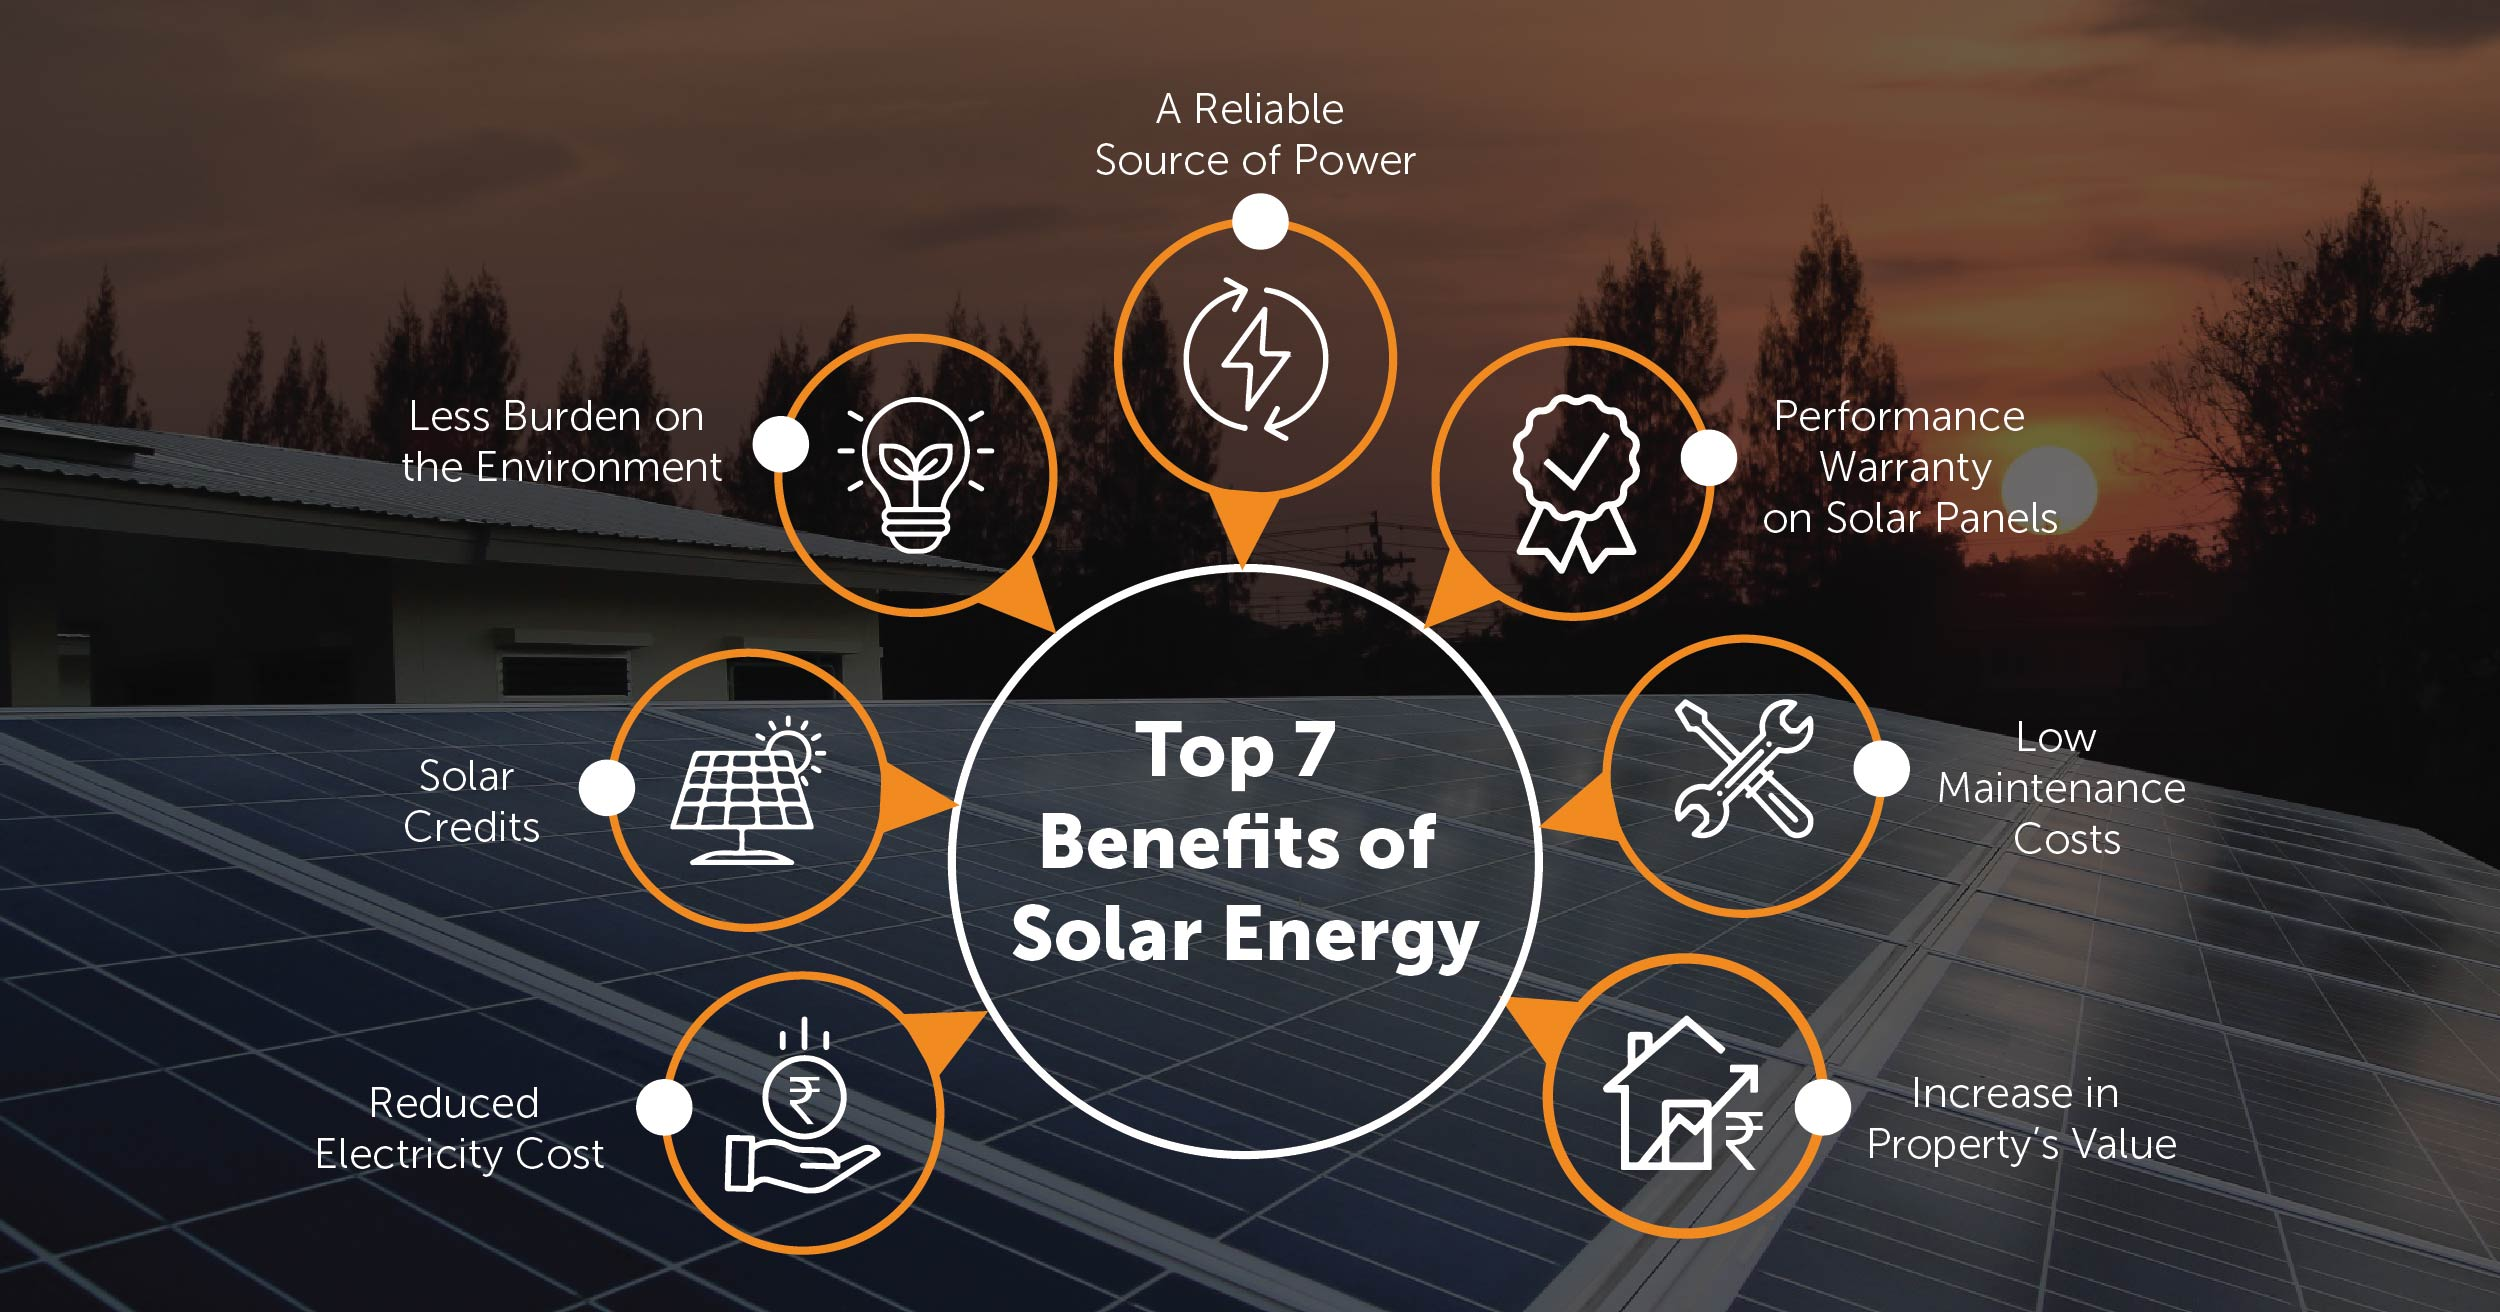 A Reliable
Source of Power
Less Burden on
the Environment
Performance
Warranty
on Solar Panels
Solar
Credits
Top 7
Benefits of
Solar Energy
Low
Maintenance
Costs
Reduced
Electricity Cost
₹
Increase in
Property’s Value
₹